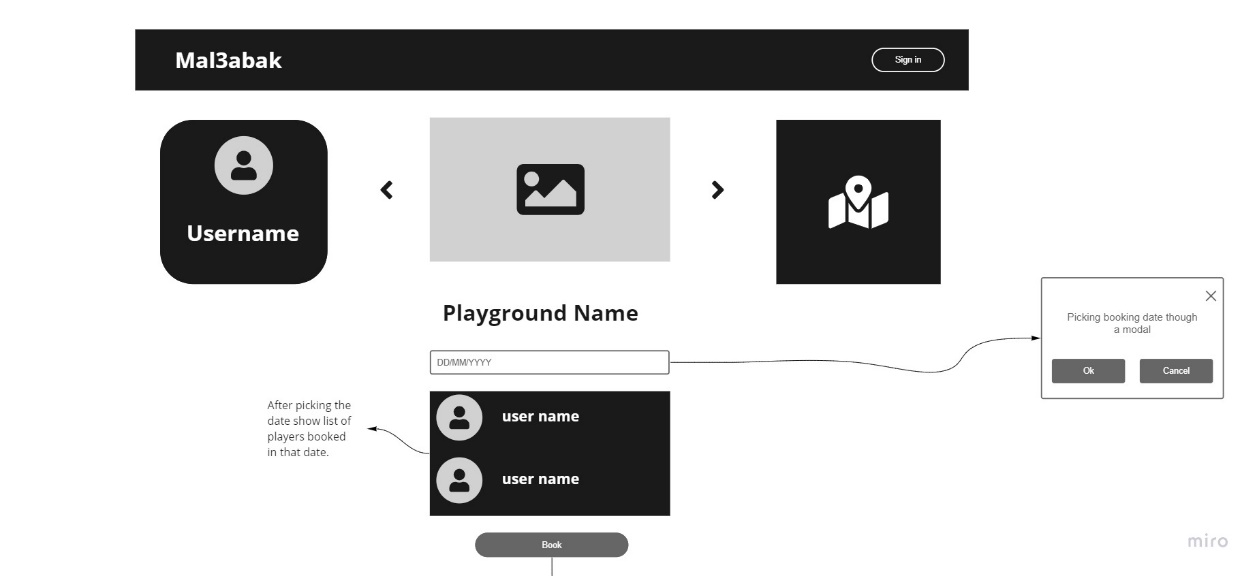 Mal3abak
Sign in
Username
Playground Name
DD/MM/YYYY
Picking booking date though
a modal
Ok
Cancel
After picking the
date show list of
players booked
in that date.
user name
user name
Book
miro